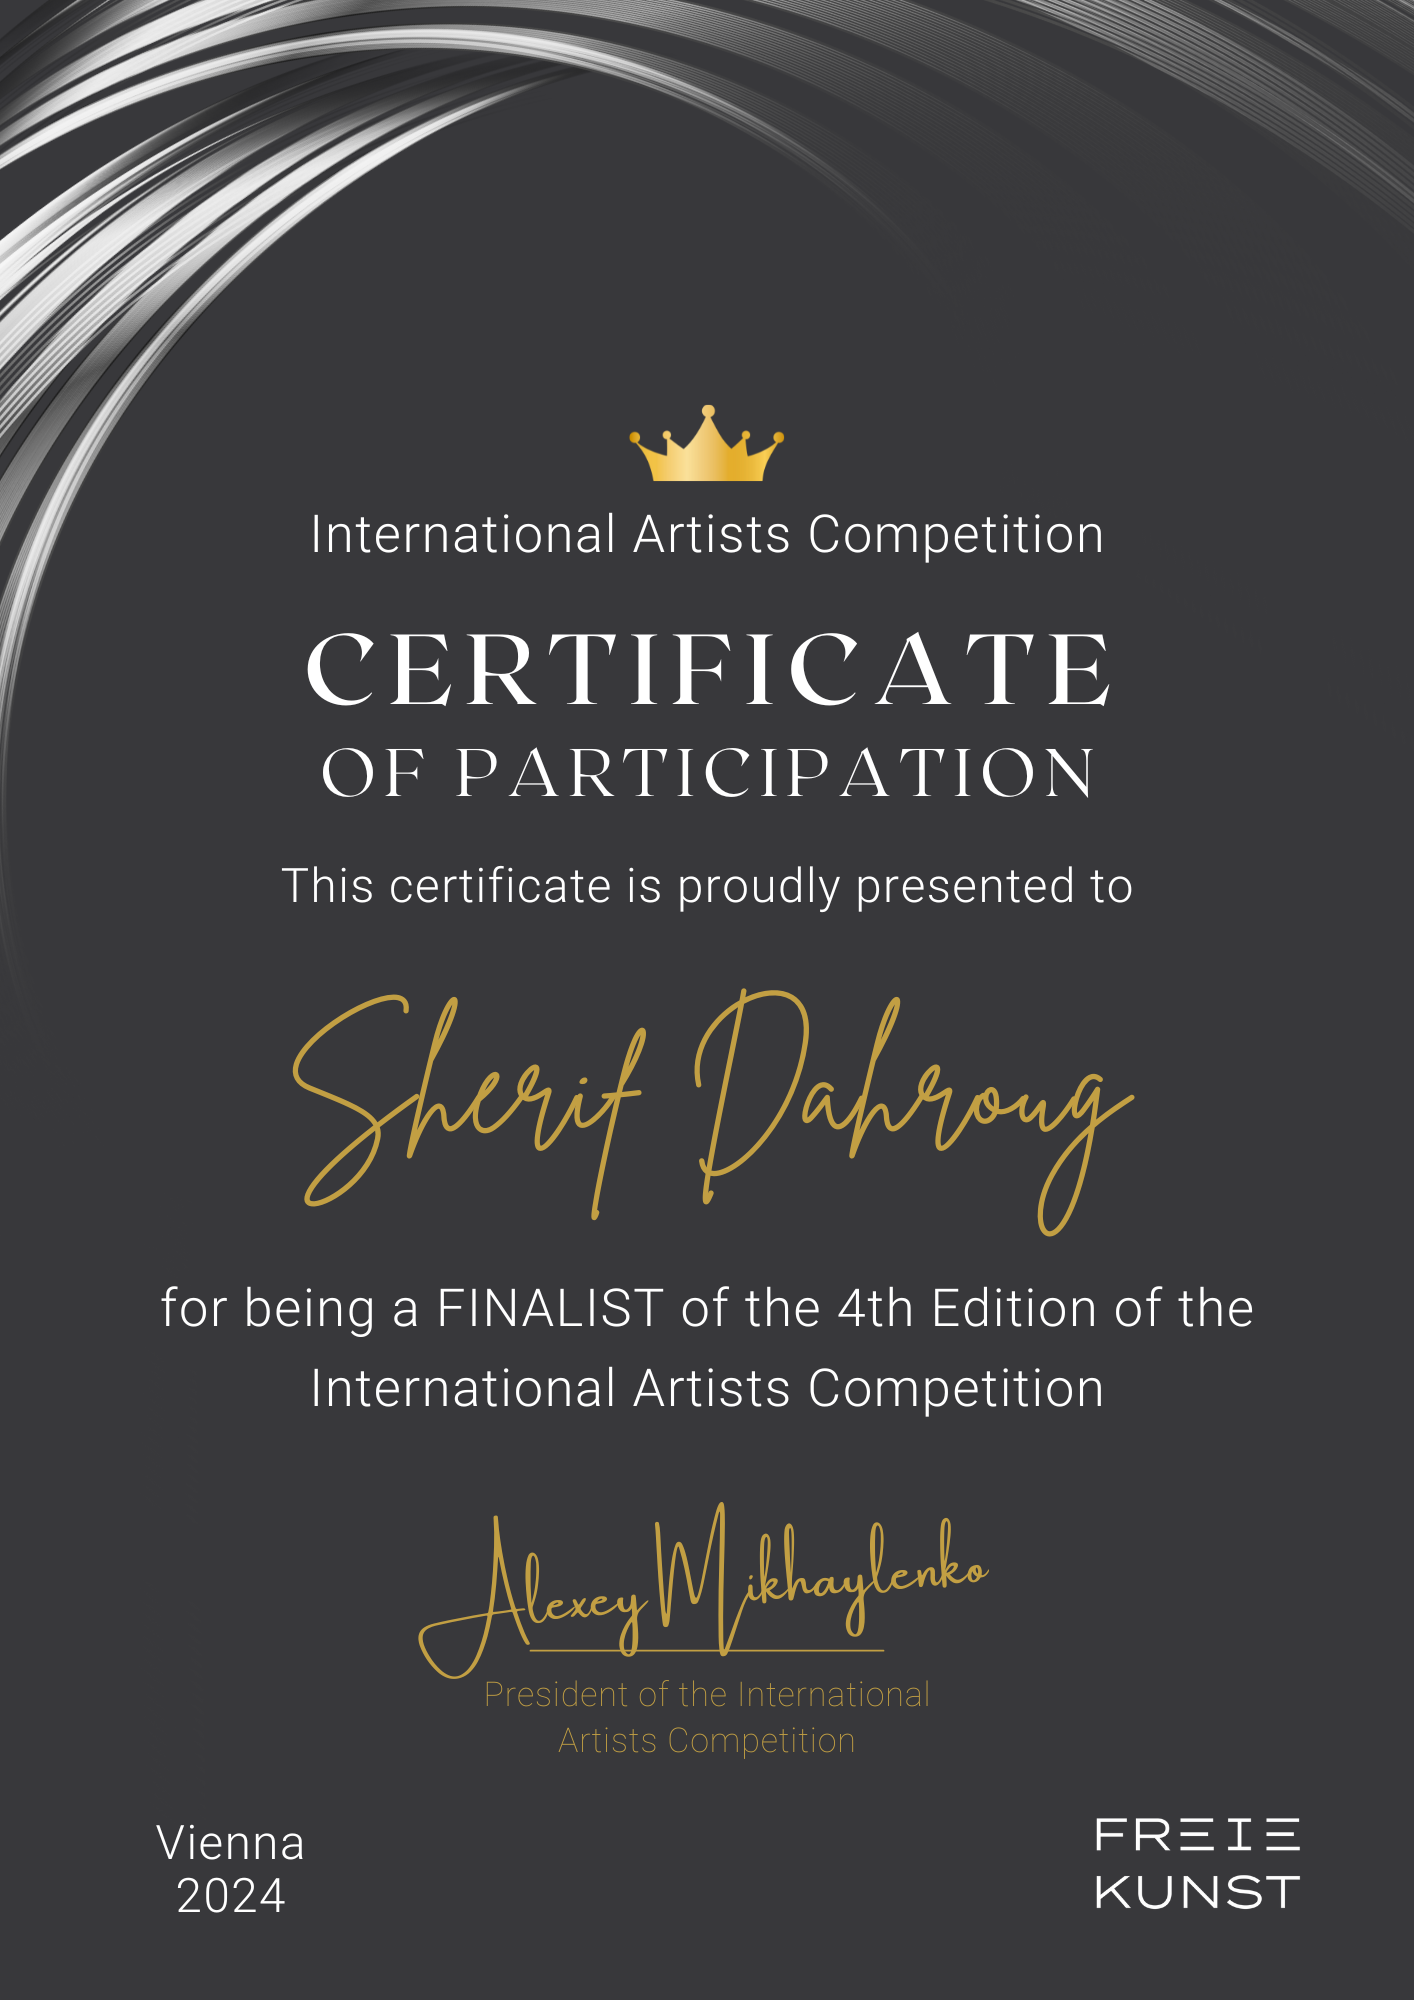 International Artists Competition
CERTIFICATE
OF PARTICIPATION
This certificate is proudly presented to
Sherif Dahroug
for being a FINALIST of the 4th Edition of the
International Artists Competition
Alexey Mikhaylenko
President of the International
Artists Competition
Vienna
2024
FREIE
KUNST